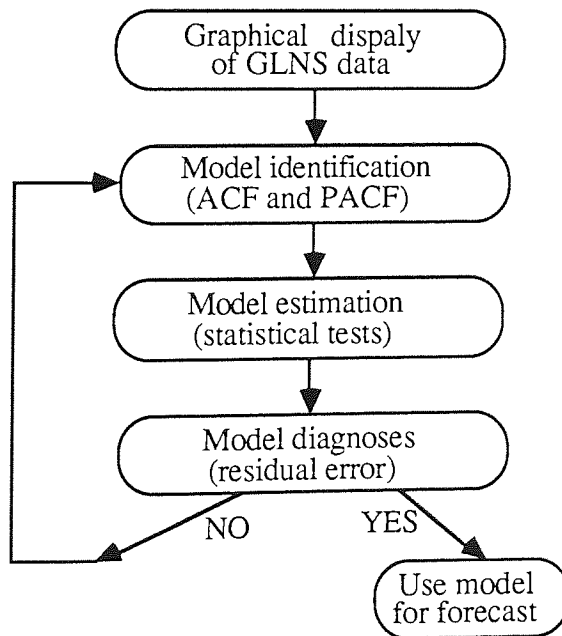 Graphical dispaly
of GLNS data
Model identification
(ACF and PACF)
Model estimation
(statistical tests)
Model diagnoses
(residual error)
NO
YES
Use model
for forecast